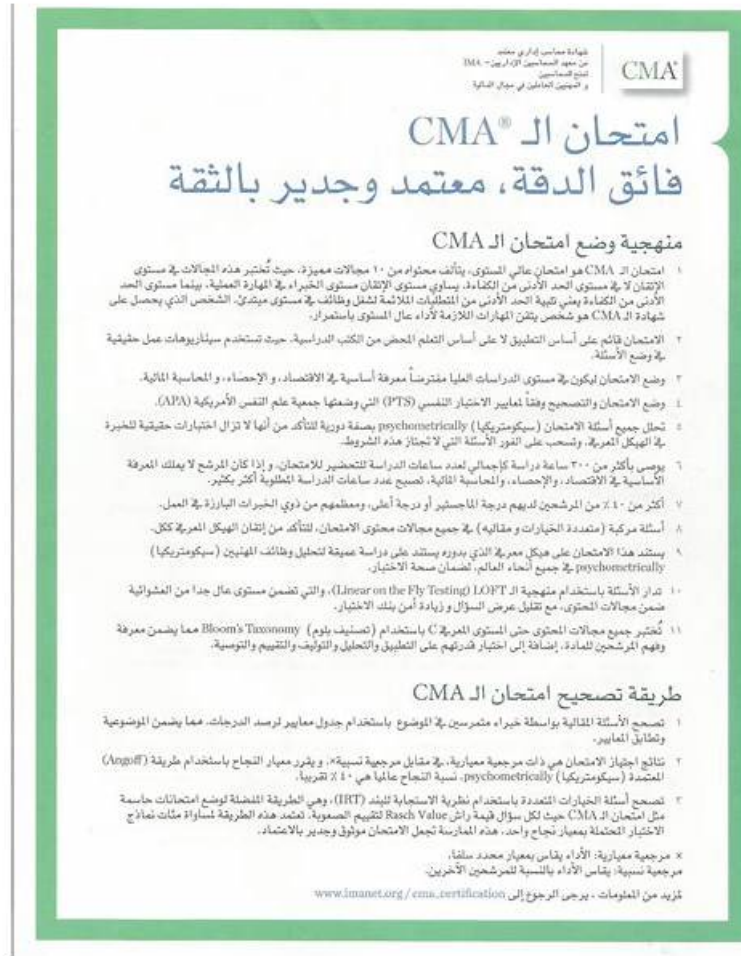 شهادة محاسب إداري معتمد
من معهد المحاسبين الإداريين - IMA
تمنح للمحاسبين
و المهنيين العاملين في مجال المالية
CMA®
امتحان الـ CMA®
فائق الدقة، معتمد وجدير بالثقة
منهجية وضع امتحان الـ CMA
١ امتحان الـ CMA هو امتحان عالي المستوى، يتألف محتواه من ١٠ مجالات مميزة، حيث تُختبر هذه المجالات في مستوى
الإتقان لا في مستوى الحد الأدنى من الكفاءة. يساوي مستوى الإتقان مستوى الخبراء في المهارة العملية، بينما مستوى الحد
الأدنى من الكفاءة يعني تلبية الحد الأدنى من المتطلبات الملائمة لشغل وظائف في مستوى مبتدئ. الشخص الذي يحصل على
شهادة الـ CMA هو شخص يتقن المهارات اللازمة لأداء عال المستوى باستمرار.
٢ الامتحان قائم على أساس التطبيق لا على أساس التعلم المحض من الكتب الدراسية، حيث تستخدم سيناريوهات عمل حقيقية
في وضع الأسئلة.
٣ وضع الامتحان ليكون في مستوى الدراسات العليا مفترضاً معرفة أساسية في الاقتصاد، و الإحصاء، و المحاسبة المالية.
٤ وضع الامتحان والتصحيح وفقاً لمعايير الاختبار النفسي (PTS) التي وضعتها جمعية علم النفس الأمريكية (APA).
٥ تحلل جميع أسئلة الامتحان (سيكومتريكيا) psychometrically بصفة دورية للتأكد من أنها لا تزال اختبارات حقيقية للخبرة
في الهيكل المعرفي، وتسحب على الفور الأسئلة التي لا تجتاز هذه الشروط.
٦ يوصى بأكثر من ٣٠٠ ساعة دراسة كإجمالي لعدد ساعات الدراسة للتحضير للامتحان، و إذا كان المرشح لا يملك المعرفة
الأساسية في الاقتصاد، والإحصاء، والمحاسبة المالية، تصبح عدد ساعات الدراسة المطلوبة أكثر بكثير.
٧ أكثر من ٤٠ ٪ من المرشحين لديهم درجة الماجستير أو درجة أعلى، ومعظمهم من ذوي الخبرات البارزة في العمل.
٨ أسئلة مركبة (متعددة الخيارات و مقاليه) في جميع مجالات محتوى الامتحان، للتأكد من إتقان الهيكل المعرفي ككل.
٩ يستند هذا الامتحان على هيكل معرفي الذي بدوره يستند على دراسة عميقة لتحليل وظائف المهنيين (سيكومتريكيا)
psychometrically في جميع أنحاء العالم، لضمان صحة الاختبار.
١٠ تدار الأسئلة باستخدام منهجية الـ LOFT (Linear on the Fly Testing)، والتي تضمن مستوى عال جدا من العشوائية
ضمن مجالات المحتوى، مع تقليل عرض السؤال و زيادة أمن بنك الاختبار.
١١ تُختبر جميع مجالات المحتوى حتى المستوى المعرفي C باستخدام (تصنيف بلوم) Bloom's Taxonomy مما يضمن معرفة
وفهم المرشحين للمادة، إضافة إلى اختبار قدرتهم على التطبيق والتحليل والتوليف والتقييم والتوصية.
طريقة تصحيح امتحان الـ CMA
١ تصحح الأسئلة المقالية بواسطة خبراء متمرسين في الموضوع باستخدام جدول معايير لرصد الدرجات، مما يضمن الموضوعية
وتطابق المعايير.
٢ نتائج اجتياز الامتحان هي ذات مرجعية معيارية، في مقابل مرجعية نسبية×، و يقرر معيار النجاح باستخدام طريقة (Angoff)
المعتمدة (سيكومتريكيا) psychometrically، نسبة النجاح عالميا هي ٤٠ ٪ تقريبا.
٣ تصحح أسئلة الخيارات المتعددة باستخدام نظرية الاستجابة للبند (IRT)، وهي الطريقة المفضلة لوضع امتحانات حاسمة
مثل امتحان الـ CMA حيث لكل سؤال قيمة راش Rasch Value لتقييم الصعوبة. تعتمد هذه الطريقة لمساواة مئات نماذج
الاختبار المحتملة بمعيار نجاح واحد، هذه الممارسة تجعل الامتحان موثوق وجدير بالاعتماد.
× مرجعية معيارية: الأداء يقاس بمعيار محدد سلفا.
مرجعية نسبية: يقاس الأداء بالنسبة للمرشحين الآخرين.
لمزيد من المعلومات ، يرجى الرجوع إلى www.imanet.org/cma_certification